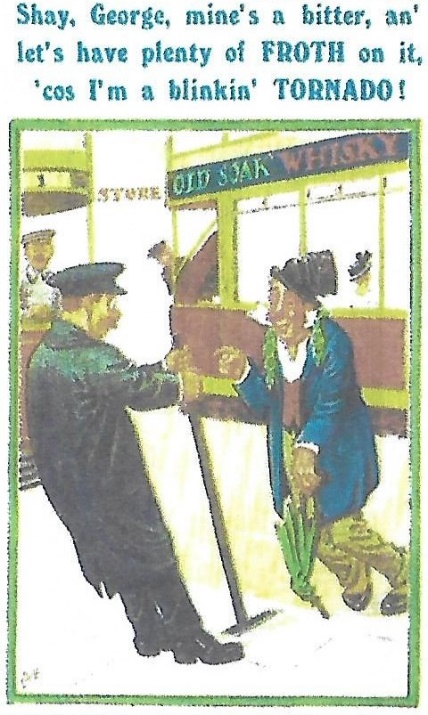 Shay, George, mine's a bitter, an'
let's have plenty of FROTH on it,
'cos I'm a blinkin' TORNADO!
STORE
OLD SOAK WHISKY